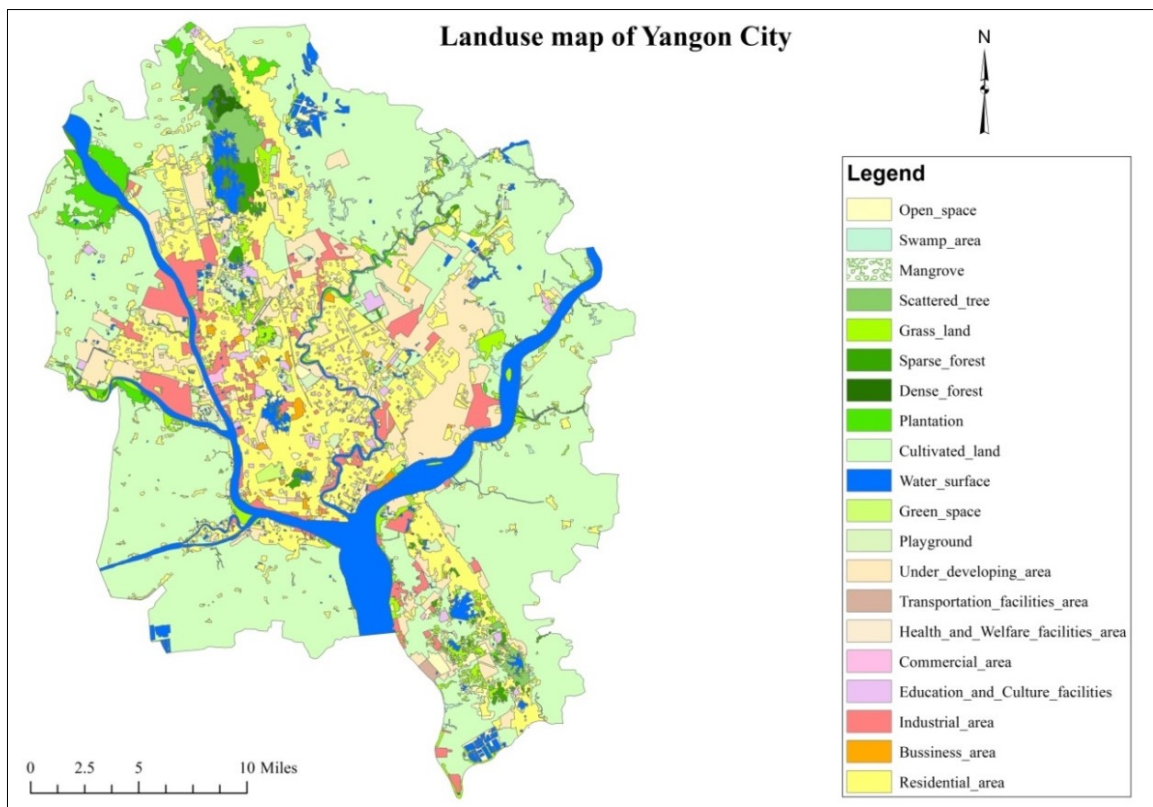 Landuse map of Yangon City
N
Legend
Open_space
Swamp_area
Mangrove
Scattered_tree
Grass_land
Sparse_forest
Dense_forest
Plantation
Cultivated_land
Water_surface
Green_space
Playground
Under_developing_area
Transportation_facilities_area
Health_and_Welfare_facilities_area
Commercial_area
Education_and_Culture_facilities
Industrial_area
Bussiness_area
Residential_area
0 2.5 5 10 Miles